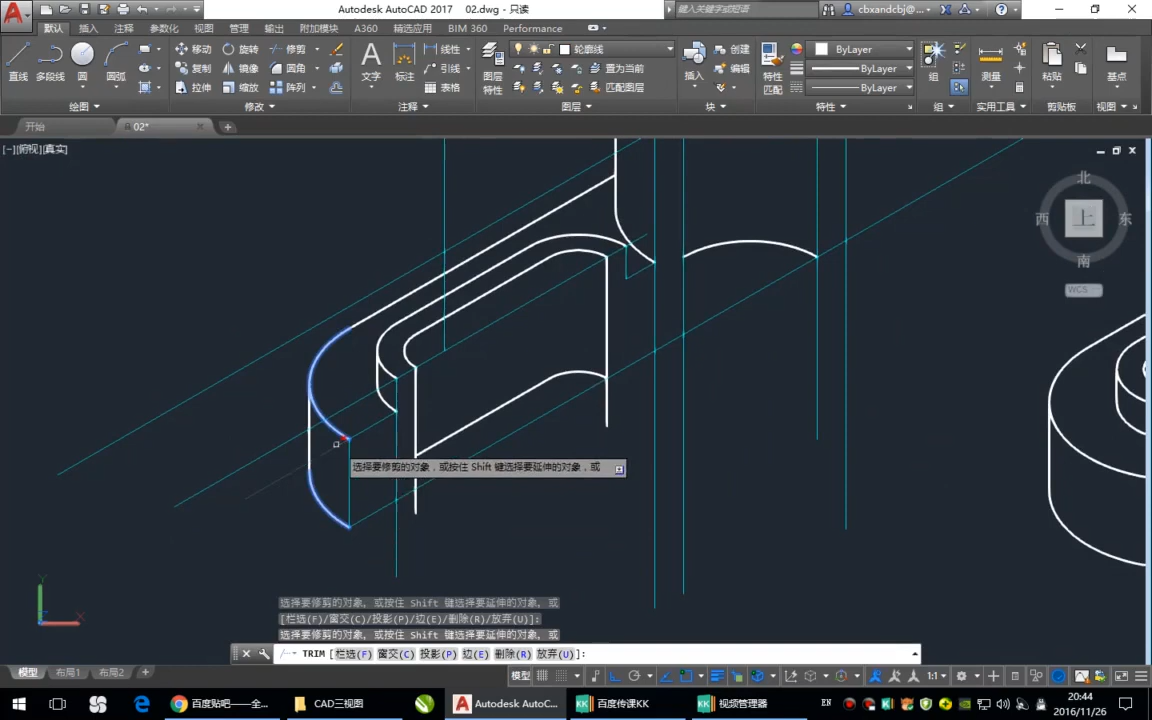 Autodesk AutoCAD 2017 02.dwg - 只读
键入关键字或短语
cbxandcbj@...
默认 插入 注释 参数化 视图 管理 输出 附加模块 A360 精选应用 BIM 360 Performance
直线 多段线 圆 圆弧
移动 旋转 修剪
复制 镜像 圆角
拉伸 缩放 阵列
文字 标注
线性
引线
表格
图层特性
轮廓线
置为当前
匹配图层
插入
创建
编辑
特性匹配
ByLayer
ByLayer
ByLayer
组 测量 粘贴 基点
绘图 修改 注释 图层 块 特性 组 实用工具 剪贴板 视图
开始 02*
[−][俯视][真实]
北
西 上 东
南
WCS
选择要修剪的对象，或按住 Shift 键选择要延伸的对象，或
选择要修剪的对象，或按住 Shift 键选择要延伸的对象，或
[栏选(F)/窗交(C)/投影(P)/边(E)/删除(R)/放弃(U)]:
选择要修剪的对象，或按住 Shift 键选择要延伸的对象，或
TRIM [栏选(F) 窗交(C) 投影(P) 边(E) 删除(R) 放弃(U)]:
Y
X
模型 布局1 布局2 +
模型 1:1
百度贴吧——全...
CAD三视图
Autodesk AutoC...
百度传课KK
视频管理器
EN
20:44
2016/11/26